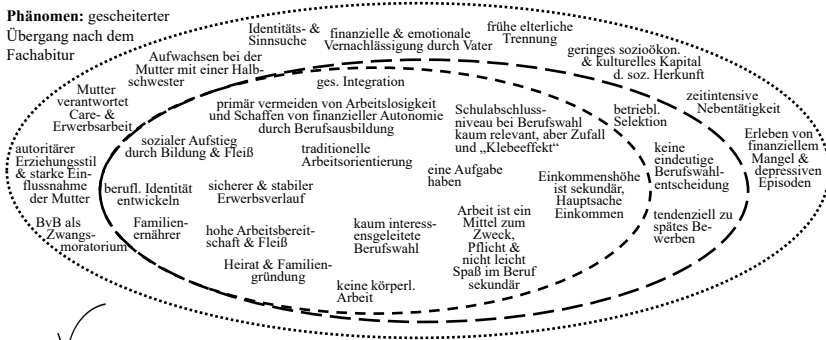 Phänomen: gescheiterter
Übergang nach dem
Fachabitur
Identitäts- &
Sinnsuche
finanzielle & emotionale
Vernachlässigung durch Vater
frühe elterliche
Trennung
geringes sozioökon.
& kulturelles Kapital
d. soz. Herkunft
Aufwachsen bei der
Mutter mit einer Halb-
schwester
Mutter
verantwortet
Care- &
Erwerbsarbeit
autoritärer
Erziehungsstil
& starke Ein-
flussnahme
der Mutter
BvB als
Zwangs-
moratorium
ges. Integration
primär vermeiden von Arbeitslosigkeit
und Schaffen von finanzieller Autonomie
durch Berufsausbildung
Schulabschluss-
niveau bei Berufswahl
kaum relevant, aber Zufall
und „Klebeeffekt“
sozialer Aufstieg
durch Bildung & Fleiß
traditionelle
Arbeitsorientierung
eine Aufgabe
haben
berufl. Identität
entwickeln
sicherer & stabiler
Erwerbsverlauf
Einkommenshöhe
ist sekundär,
Hauptsache
Einkommen
Familien-
ernährer
hohe Arbeitsbereit-
schaft & Fleiß
kaum interess-
ensgeleitete
Berufswahl
Arbeit ist ein
Mittel zum
Zweck,
Pflicht &
nicht leicht
Spaß im Beruf
sekundär
Heirat & Familien-
gründung
keine körperl.
Arbeit
betriebl.
Selektion
zeitintensive
Nebentätigkeit
keine
eindeutige
Berufswahl-
entscheidung
tendenziell zu
spätes Be-
werben
Erleben von
finanziellem
Mangel &
depressiven
Episoden